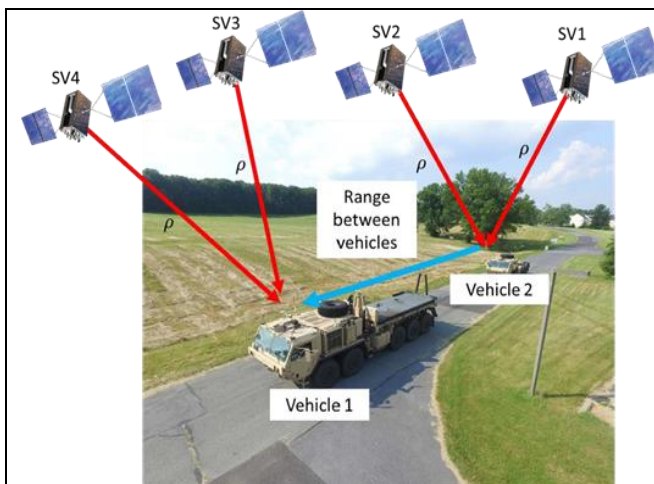 SV4
SV3
SV2
SV1
ρ
ρ
ρ
ρ
Range
between
vehicles
Vehicle 2
Vehicle 1